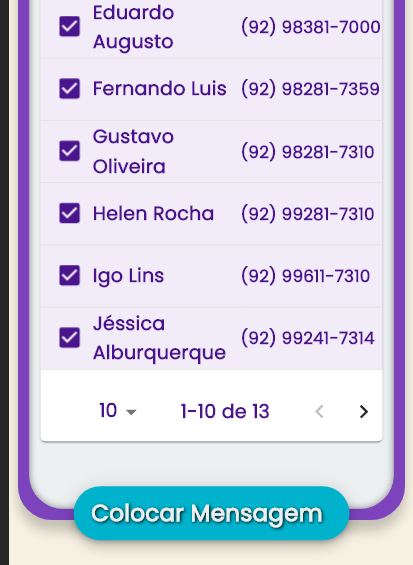 Eduardo
Augusto
(92) 98381-7000
Fernando Luis (92) 98281-7359
Gustavo
Oliveira
(92) 98281-7310
Helen Rocha (92) 99281-7310
Igo Lins (92) 99611-7310
Jéssica
Alburquerque
(92) 99241-7314
10 1-10 de 13
Colocar Mensagem